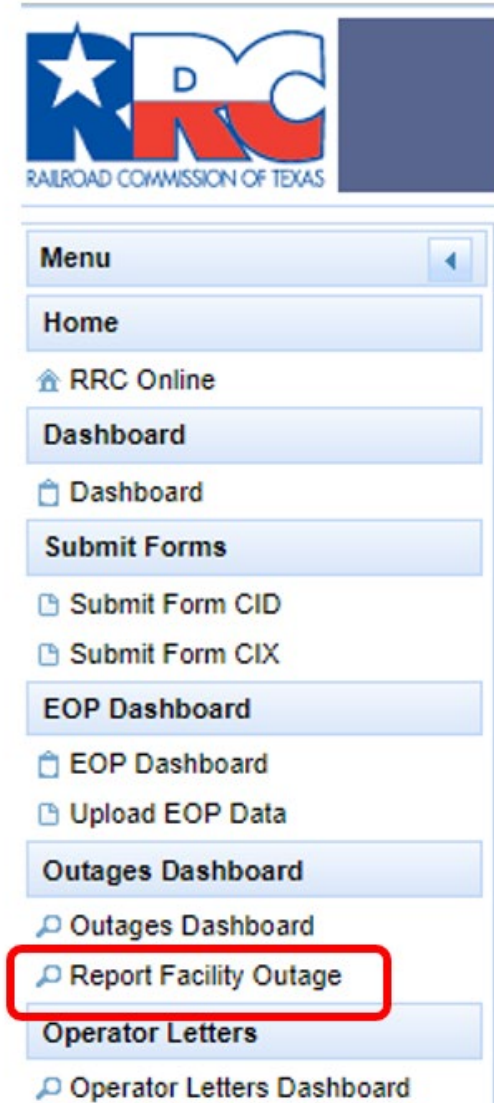 D
RRC
RAILROAD COMMISSION OF TEXAS
Menu
Home
RRC Online
Dashboard
Dashboard
Submit Forms
Submit Form CID
Submit Form CIX
EOP Dashboard
EOP Dashboard
Upload EOP Data
Outages Dashboard
Outages Dashboard
Report Facility Outage
Operator Letters
Operator Letters Dashboard